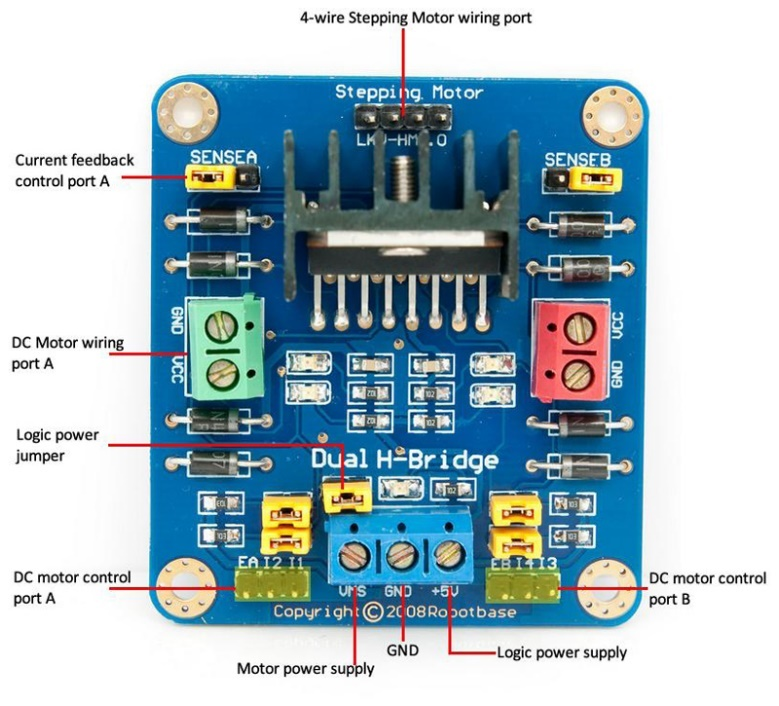 4-wire Stepping Motor wiring port
Stepping Motor
Current feedback
control port A
SENSEA
SENSEB
GND
VCC
DC Motor wiring
port A
VCC
GND
Logic power
jumper
Dual H-Bridge
EA I2 I1
EB I4 I3
DC motor control
port A
VMS GND +5V
DC motor control
port B
Copyright © 2008 Robotbase
GND
Logic power supply
Motor power supply